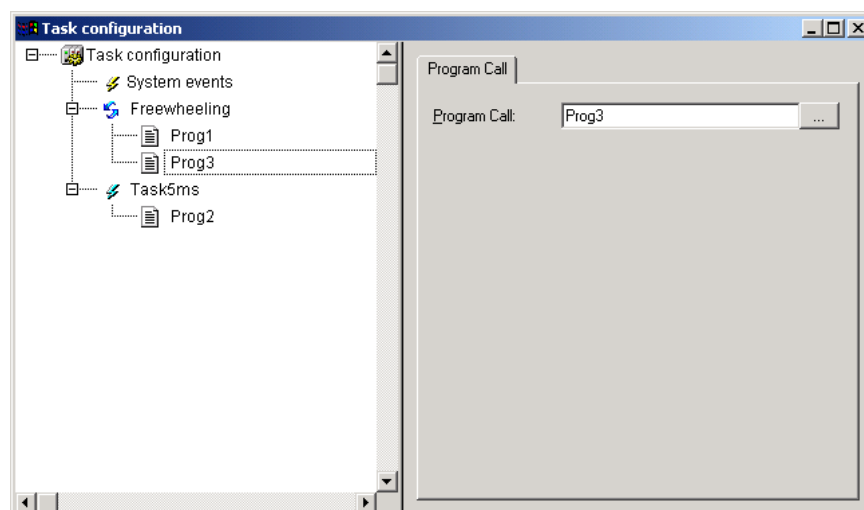 Task configuration
Task configuration
System events
Freewheeling
Prog1
Prog3
Task5ms
Prog2
Program Call
Program Call: Prog3 ...